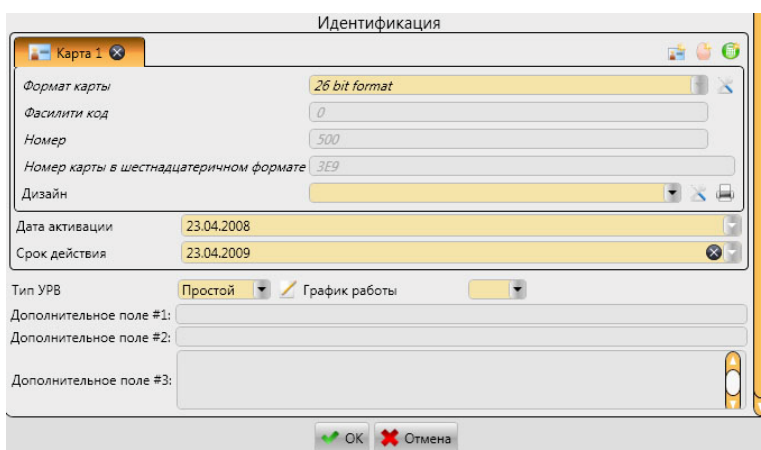 Идентификация
Карта 1
Формат карты 26 bit format
Фасилити код 0
Номер 500
Номер карты в шестнадцатеричном формате 3E9
Дизайн
Дата активации 23.04.2008
Срок действия 23.04.2009
Тип УРВ Простой График работы
Дополнительное поле #1:
Дополнительное поле #2:
Дополнительное поле #3:
OK Отмена